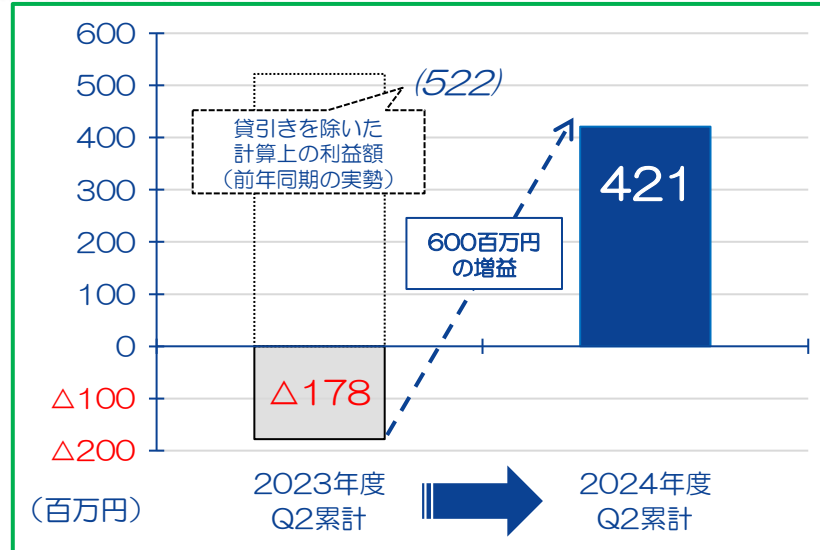 600
500
400
300
200
100
0
△100
△200
（百万円）
(522)
貸引きを除いた
計算上の利益額
（前年同期の実勢）
△178
600百万円
の増益
421
2023年度
Q2累計
2024年度
Q2累計